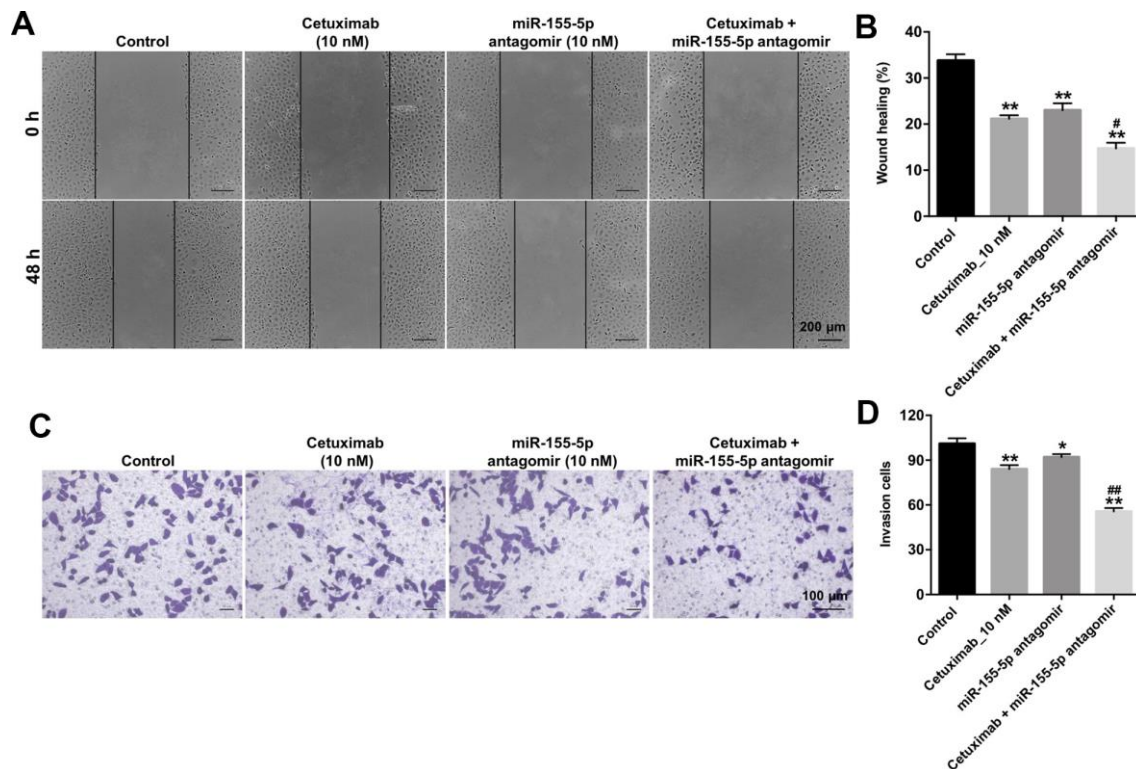 A
Control
Cetuximab
(10 nM)
miR-155-5p
antagomir (10 nM)
Cetuximab +
miR-155-5p antagomir
0 h
48 h
200 µm
B
Wound healing (%)
40
30
20
10
0
**
**
#
**
Control
Cetuximab_10 nM
miR-155-5p antagomir
Cetuximab + miR-155-5p antagomir
C
Control
Cetuximab
(10 nM)
miR-155-5p
antagomir (10 nM)
Cetuximab +
miR-155-5p antagomir
100 µm
D
Invasion cells
120
90
60
30
0
**
*
##
**
Control
Cetuximab_10 nM
miR-155-5p antagomir
Cetuximab + miR-155-5p antagomir